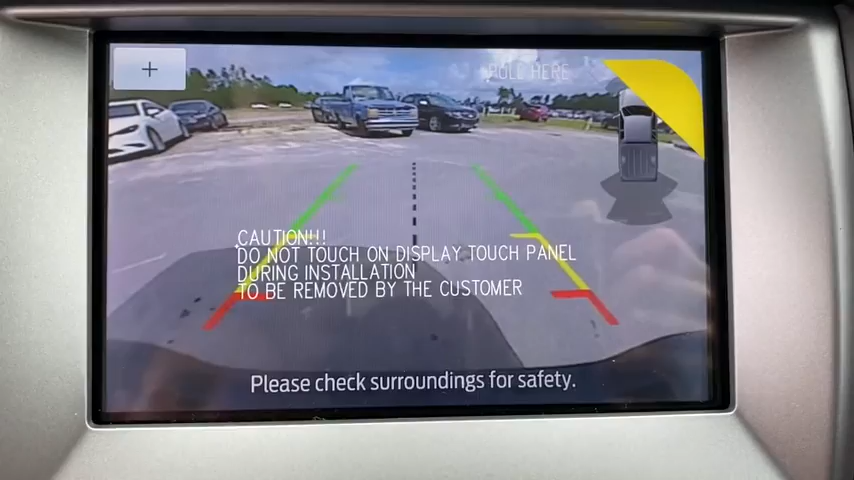 +
PULL HERE
CAUTION!!!
DO NOT TOUCH ON DISPLAY TOUCH PANEL
DURING INSTALLATION
TO BE REMOVED BY THE CUSTOMER
Please check surroundings for safety.